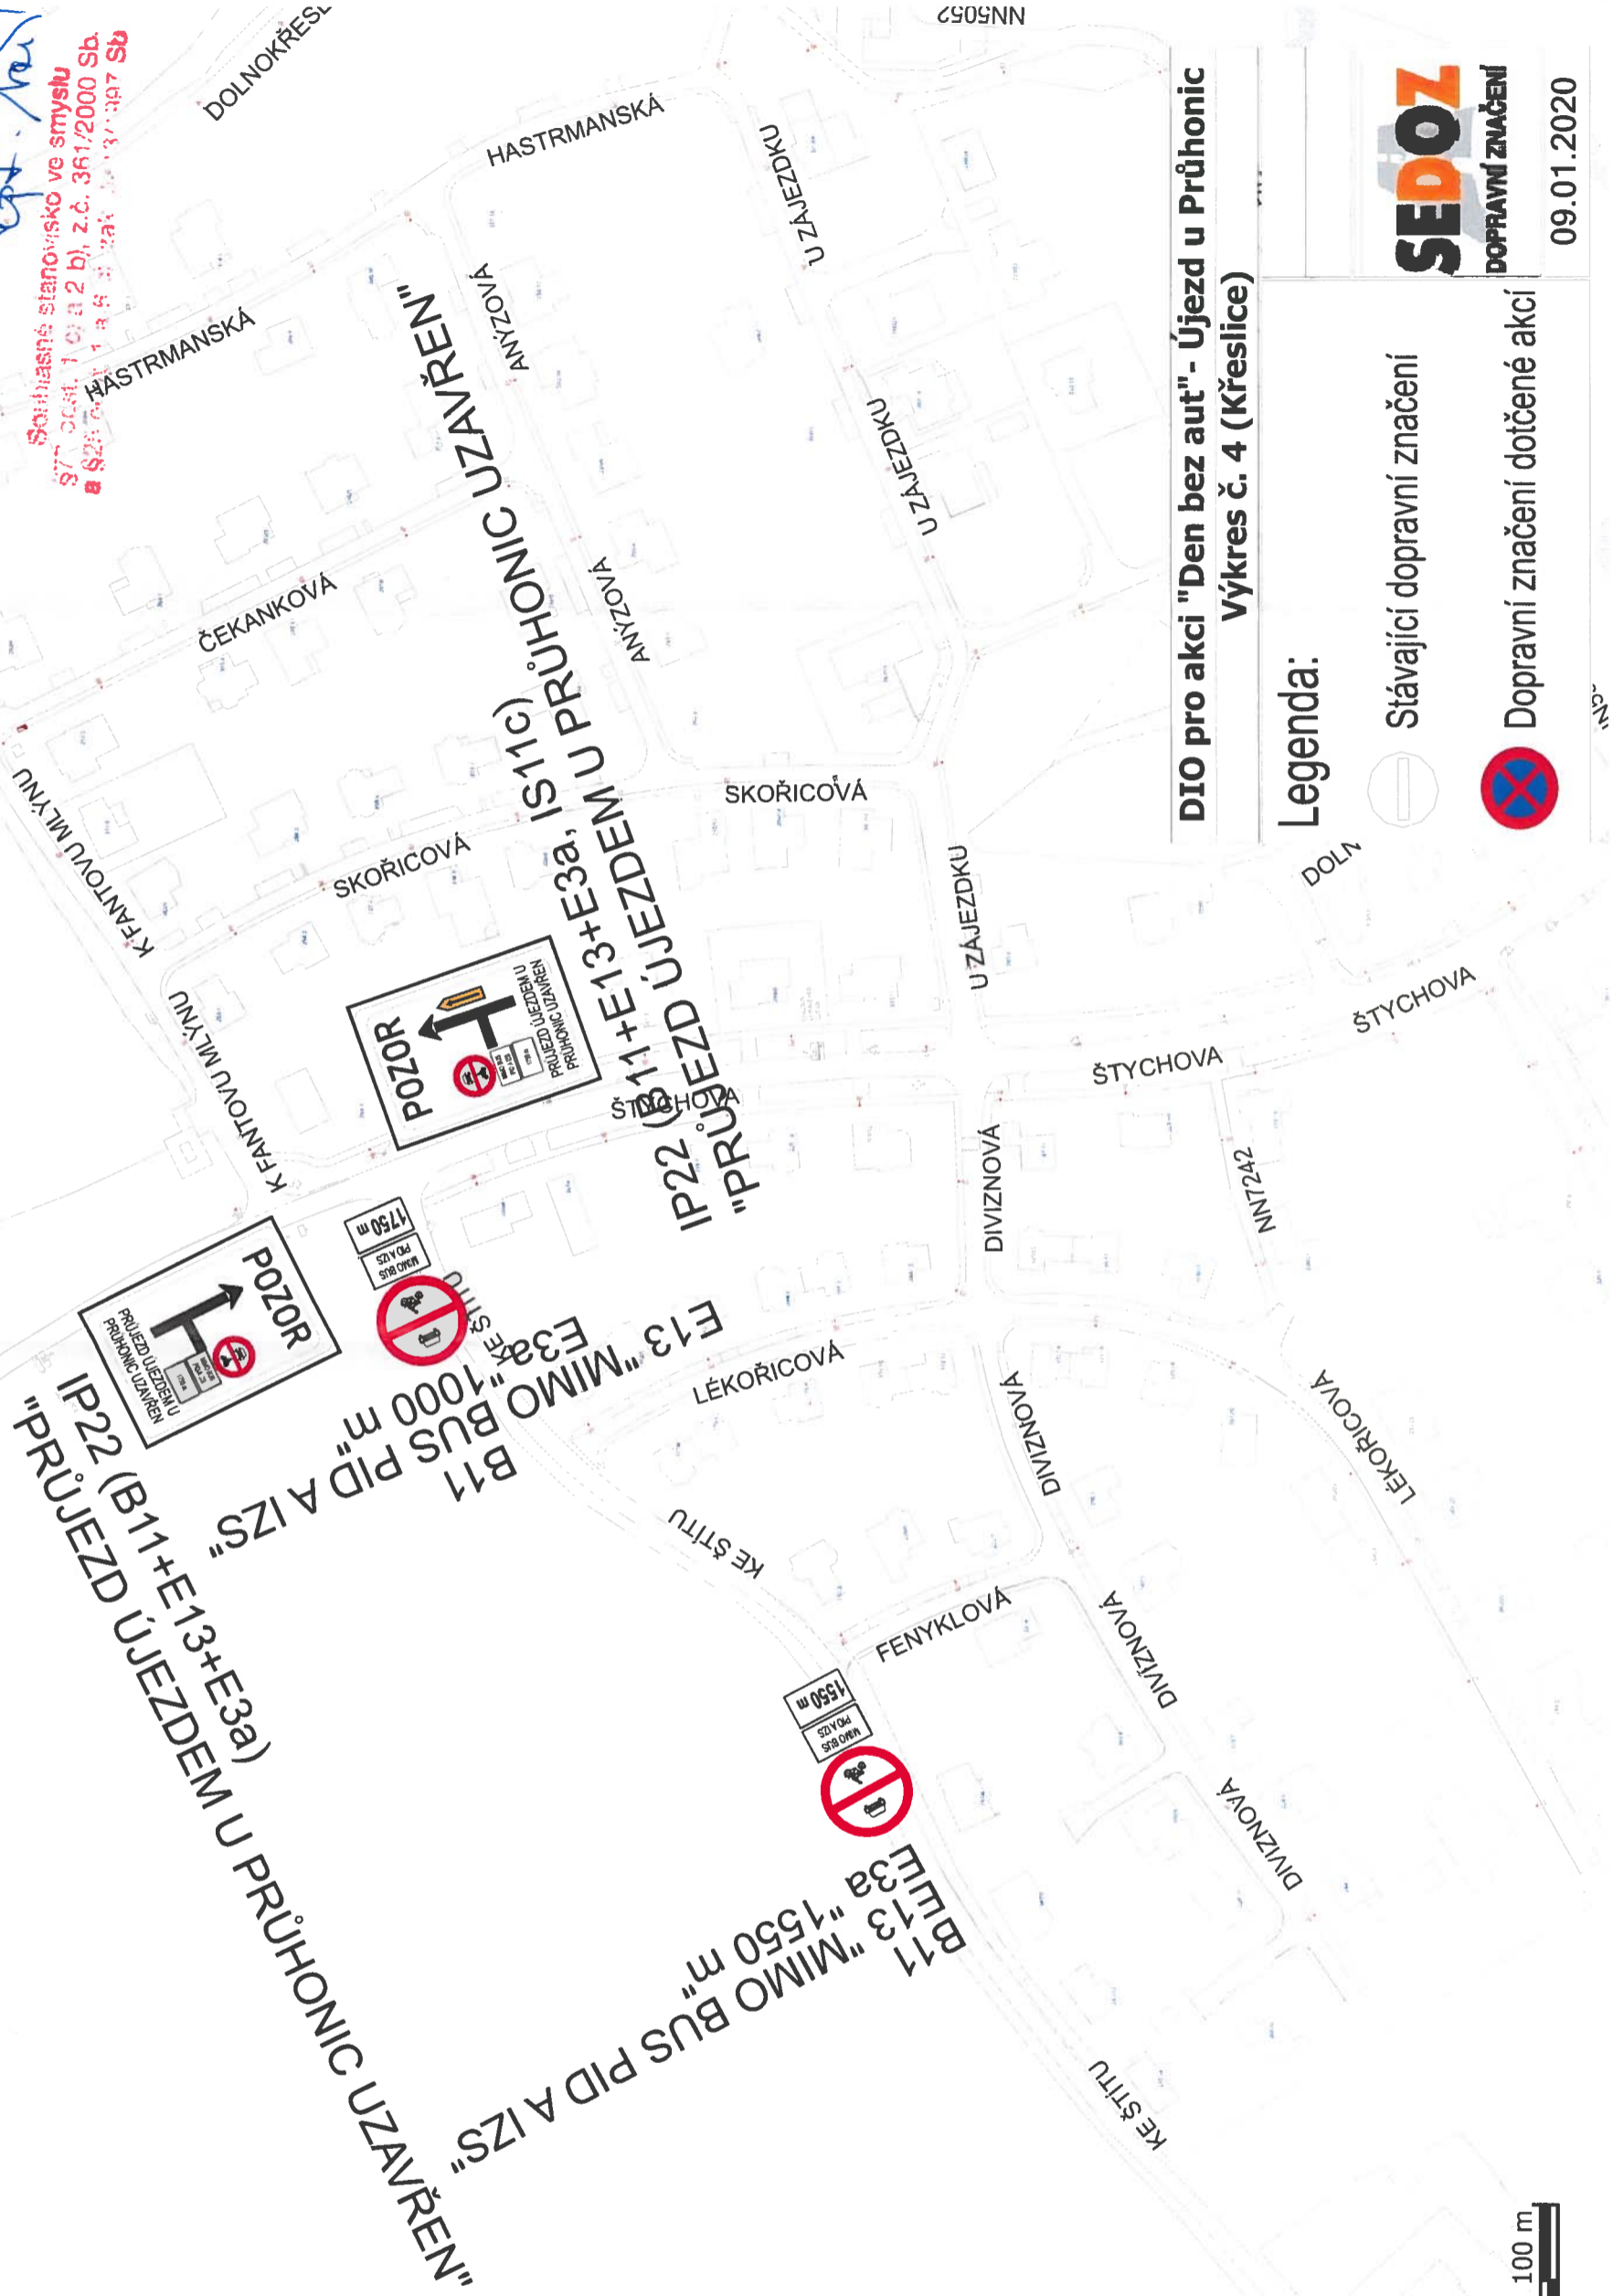 Souhlasné stanovisko ve smyslu
z.č. 361/2000 Sb.
DOLNOKŘESL
NN5052
HASTRMANSKÁ
HASTRMANSKÁ
U ZÁJEZDKU
ANÝZOVÁ
ČEKANKOVÁ
U ZÁJEZDKU
ANÝZOVÁ
K FANTOVU MLÝNU
SKOŘICOVÁ
SKOŘICOVÁ
K FANTOVU MLÝNU
U ZÁJEZDKU
DOLN
ŠTYCHOVA
ŠTYCHOVA
ŠTYCHOVA
DIVIZNOVÁ
NN7242
LÉKOŘICOVÁ
LÉKOŘICOVÁ
DIVIZNOVÁ
KE ŠTÍTU
FENYKLOVÁ
DIVIZNOVÁ
DIVIZNOVÁ
KE ŠTÍTU
IP22 (B11+E13+E3a, IS11c)
"PRŮJEZD ÚJEZDEM U PRŮHONIC UZAVŘEN"
POZOR
PRŮJEZD ÚJEZDEM U
PRŮHONIC UZAVŘEN
IP22 (B11+E13+E3a)
"PRŮJEZD ÚJEZDEM U PRŮHONIC UZAVŘEN"
POZOR
PRŮJEZD ÚJEZDEM U
PRŮHONIC UZAVŘEN
B11
E13 "MIMO BUS PID A IZS"
E3a "1000 m"
MIMO BUS
PID A IZS
1750 m
B11
E13 "MIMO BUS PID A IZS"
E3a "1550 m"
MIMO BUS
PID A IZS
1550 m
DIO pro akci "Den bez aut"- Újezd u Průhonic
Výkres č. 4 (Křeslice)
Legenda:
Stávající dopravní značení
Dopravní značení dotčené akcí
SEDOZ
DOPRAVNÍ ZNAČENÍ
09.01.2020
100 m